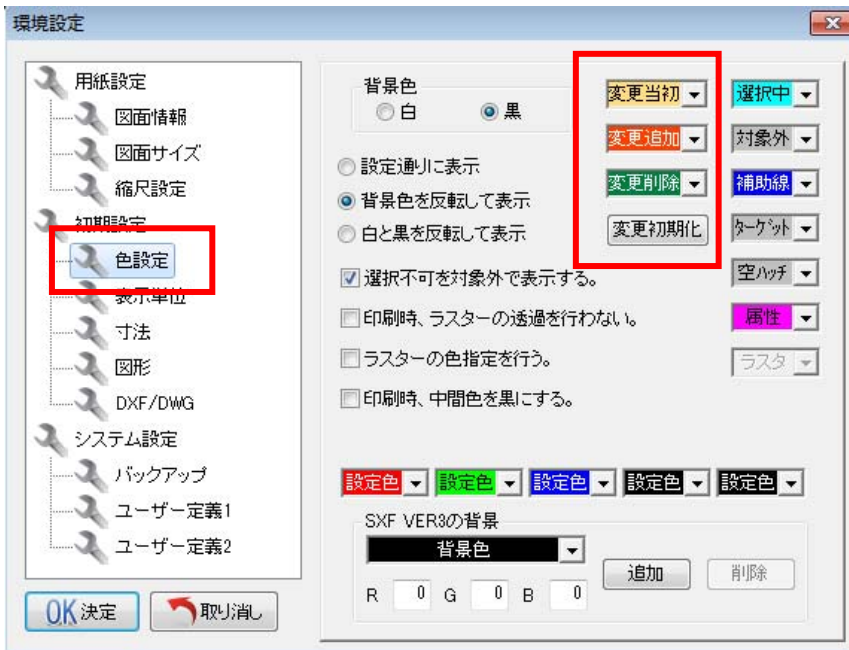 環境設定
用紙設定
図面情報
図面サイズ
縮尺設定
初期設定
色設定
表示単位
寸法
図形
DXF/DWG
システム設定
バックアップ
ユーザー定義1
ユーザー定義2
OK 決定
取り消し
背景色
白 黒
設定通りに表示
背景色を反転して表示
白と黒を反転して表示
選択不可を対象外で表示する。
印刷時、ラスターの透過を行わない。
ラスターの色指定を行う。
印刷時、中間色を黒にする。
変更当初
変更追加
変更削除
変更初期化
選択中
対象外
補助線
ターゲット
空ハッチ
属性
ラスタ
設定色 設定色 設定色 設定色 設定色
SXF VER3の背景
背景色
追加 削除
R 0 G 0 B 0